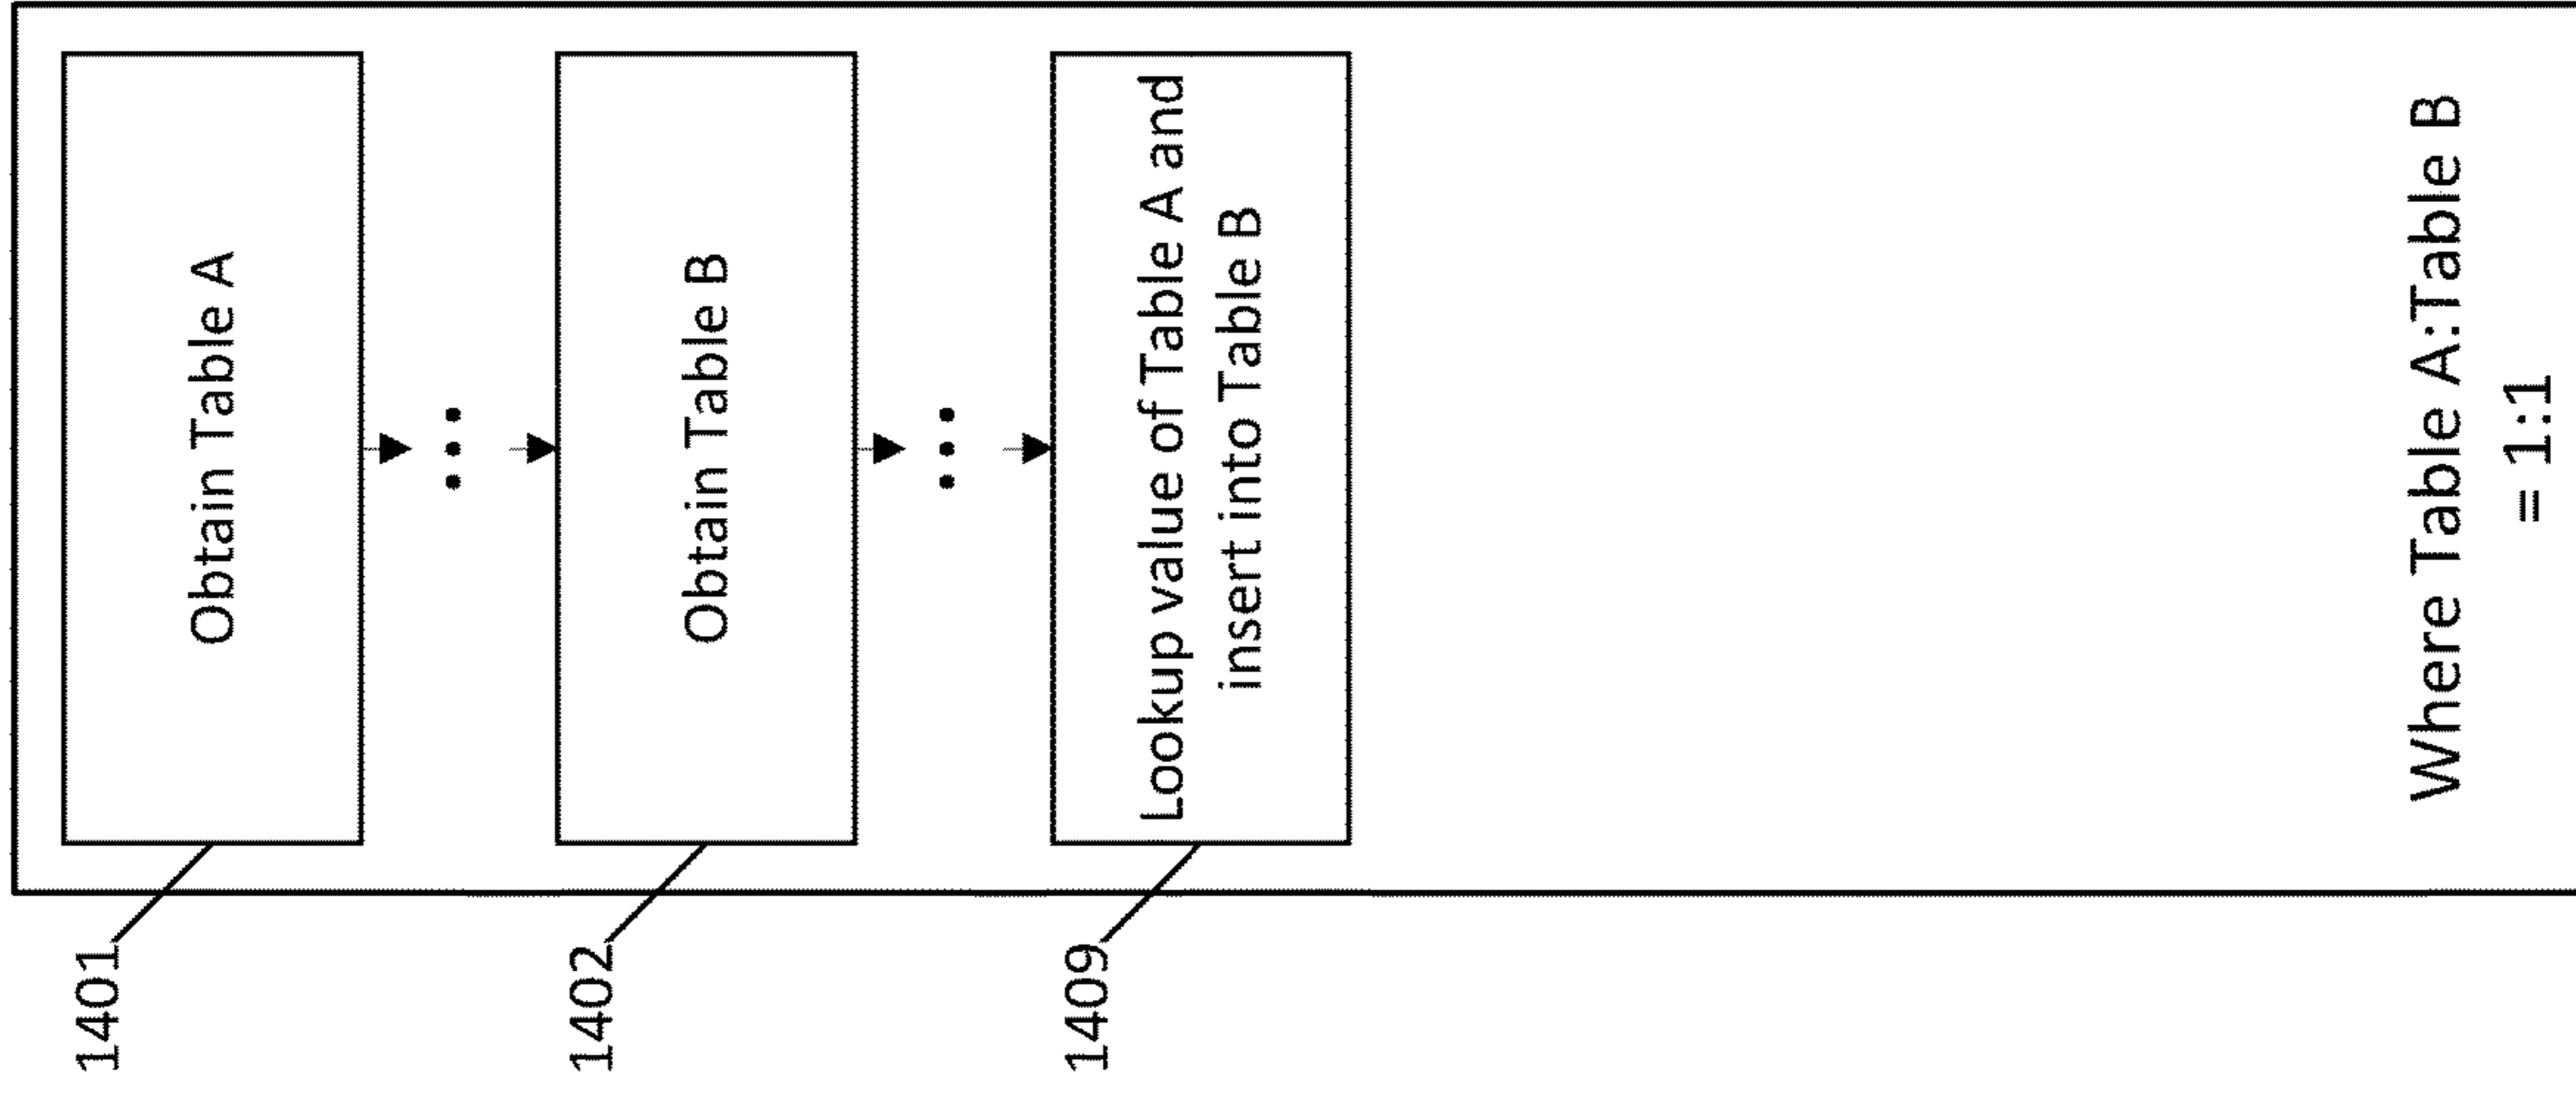 1401
Obtain Table A
1402
Obtain Table B
1409
Lookup value of Table A and
insert into Table B
Where Table A:Table B
= 1:1